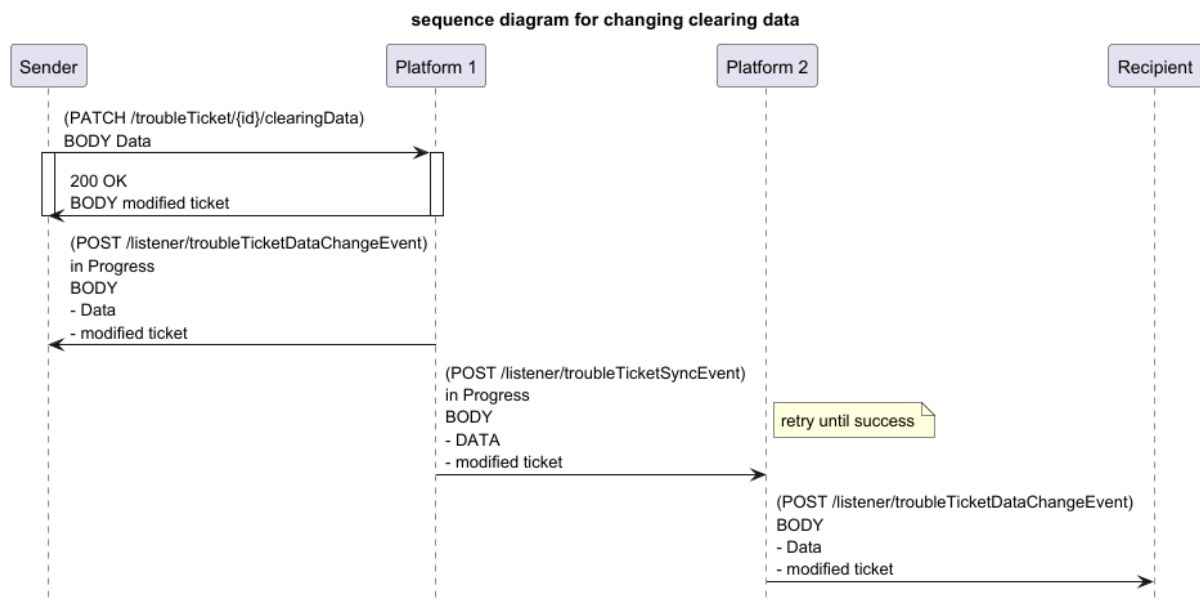 sequence diagram for changing clearing data
Sender
Platform 1
Platform 2
Recipient
(PATCH /troubleTicket/{id}/clearingData)
BODY Data
200 OK
BODY modified ticket
(POST /listener/troubleTicketDataChangeEvent)
in Progress
BODY
- Data
- modified ticket
(POST /listener/troubleTicketSyncEvent)
in Progress
BODY
- DATA
- modified ticket
retry until success
(POST /listener/troubleTicketDataChangeEvent)
BODY
- Data
- modified ticket